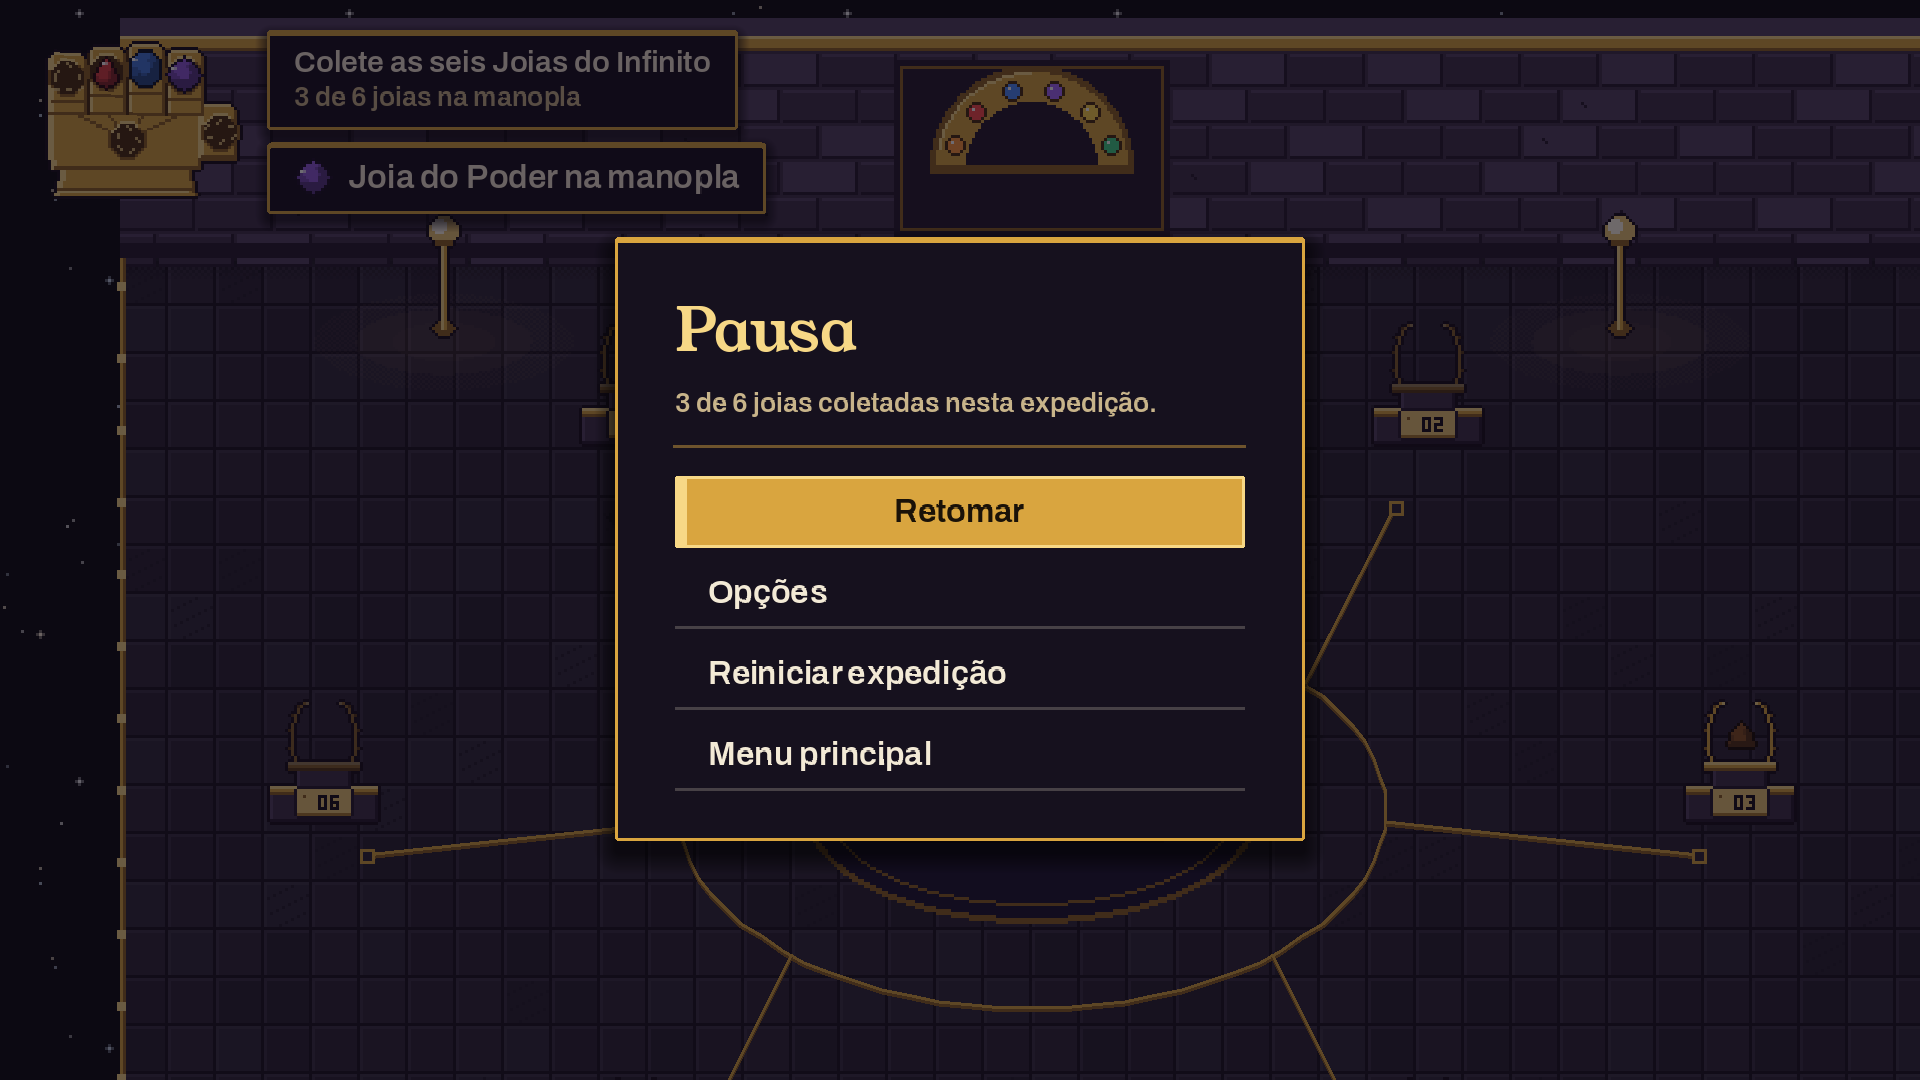 Colete as seis Joias do Infinito
3 de 6 joias na manopla
Joia do Poder na manopla
Pausa
3 de 6 joias coletadas nesta expedição.
02
Retomar
Opções
Reiniciar expedição
Menu principal
06
03